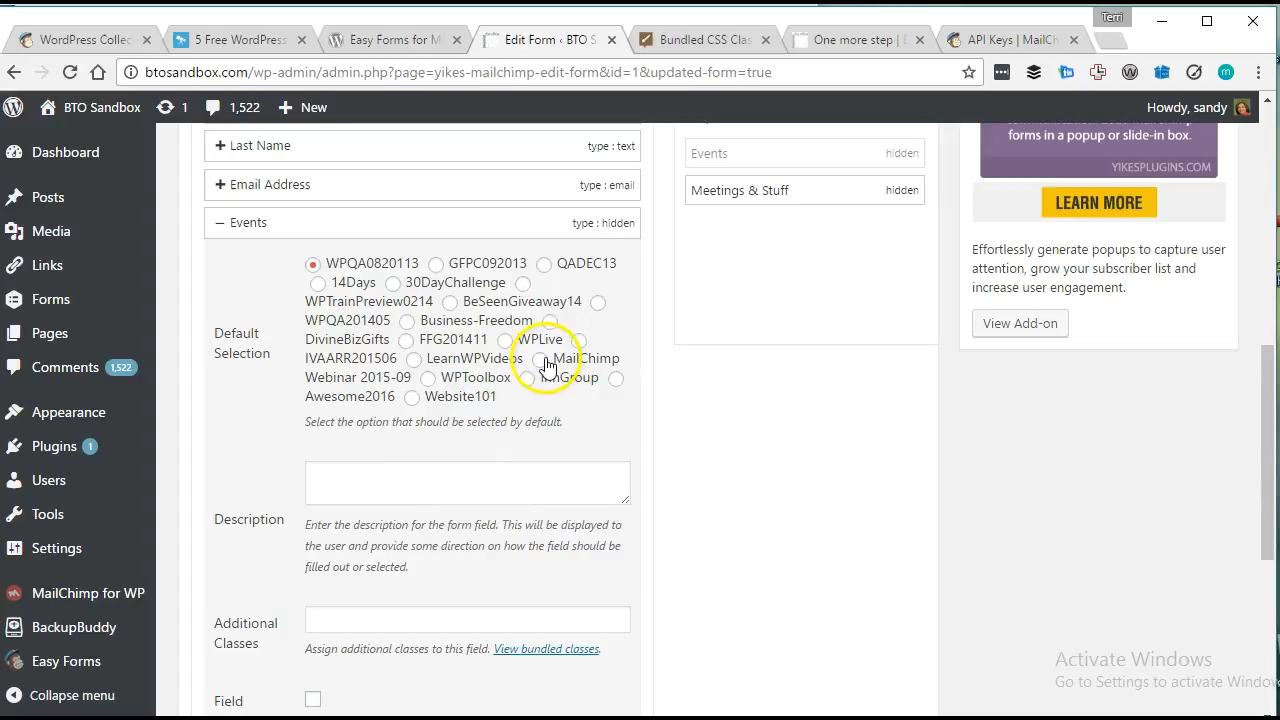 Terri
WordPress Collec
5 Free WordPress
Easy Forms for M
Edit Form ‹ BTO S
Bundled CSS Clas
One more step | E
API Keys | MailCh
btosandbox.com/wp-admin/admin.php?page=yikes-mailchimp-edit-form&id=1&updated-form=true
BTO Sandbox
1
1,522
New
Howdy, sandy
Dashboard
Posts
Media
Links
Forms
Pages
Comments 1,522
Appearance
Plugins 1
Users
Tools
Settings
MailChimp for WP
BackupBuddy
Easy Forms
Collapse menu
Last Name
type : text
Email Address
type : email
Events
type : hidden
Default
Selection
WPQA0820113 GFPC092013 QADEC13
14Days 30DayChallenge
WPTrainPreview0214 BeSeenGiveaway14
WPQA201405 Business-Freedom
DivineBizGifts FFG201411 WPLive
IVAARR201506 LearnWPVideos MailChimp
Webinar 2015-09 WPToolbox ImnGroup
Awesome2016 Website101
Select the option that should be selected by default.
Description
Enter the description for the form field. This will be displayed to
the user and provide some direction on how the field should be
filled out or selected.
Additional
Classes
Assign additional classes to this field. View bundled classes.
Field
Events
hidden
Meetings & Stuff
hidden
forms in a popup or slide-in box.
YIKESPLUGINS.COM
LEARN MORE
Effortlessly generate popups to capture user
attention, grow your subscriber list and
increase user engagement.
View Add-on
Activate Windows
Go to Settings to activate Window